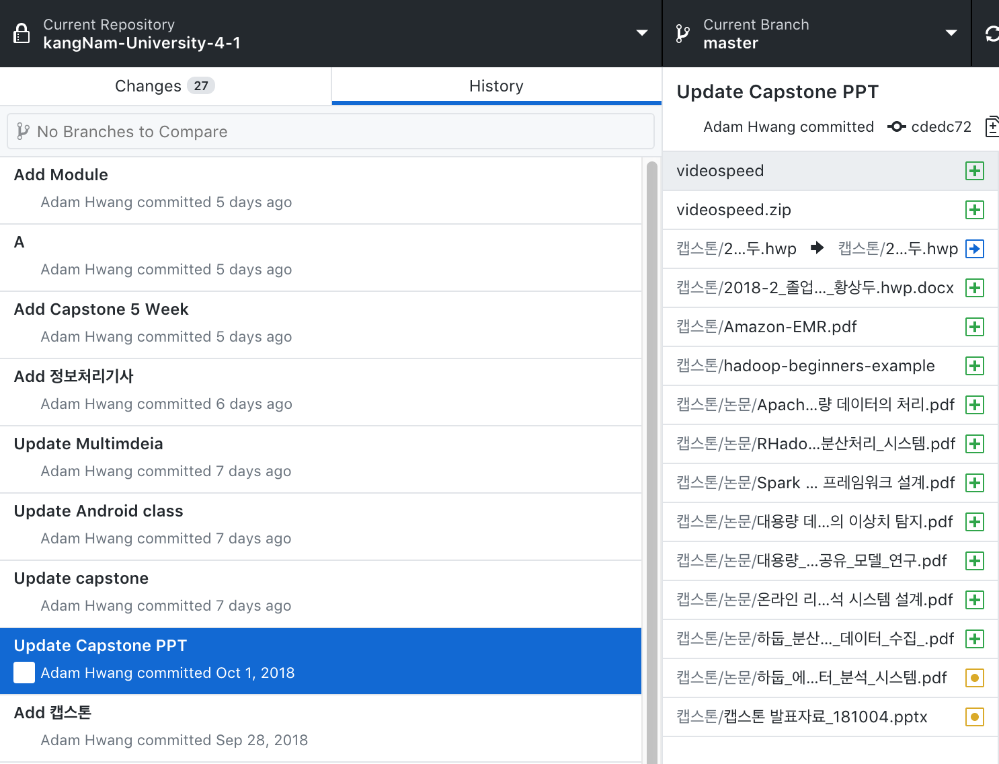 Current Repository
kangNam-University-4-1
Current Branch
master
Changes 27
History
No Branches to Compare
Add Module
Adam Hwang committed 5 days ago
A
Adam Hwang committed 5 days ago
Add Capstone 5 Week
Adam Hwang committed 5 days ago
Add 정보처리기사
Adam Hwang committed 6 days ago
Update Multimdeia
Adam Hwang committed 7 days ago
Update Android class
Adam Hwang committed 7 days ago
Update capstone
Adam Hwang committed 7 days ago
Update Capstone PPT
Adam Hwang committed Oct 1, 2018
Add 캡스톤
Adam Hwang committed Sep 28, 2018
Update Capstone PPT
Adam Hwang committed cdedc72
videospeed
videospeed.zip
캡스톤/2...두.hwp 캡스톤/2...두.hwp
캡스톤/2018-2_졸업..._황상두.hwp.docx
캡스톤/Amazon-EMR.pdf
캡스톤/hadoop-beginners-example
캡스톤/논문/Apach...량 데이터의 처리.pdf
캡스톤/논문/RHado...분산처리_시스템.pdf
캡스톤/논문/Spark ... 프레임워크 설계.pdf
캡스톤/논문/대용량 데...의 이상치 탐지.pdf
캡스톤/논문/대용량_...공유_모델_연구.pdf
캡스톤/논문/온라인 리...석 시스템 설계.pdf
캡스톤/논문/하둡_분산..._데이터_수집_.pdf
캡스톤/논문/하둡_에...터_분석_시스템.pdf
캡스톤/캡스톤 발표자료_181004.pptx